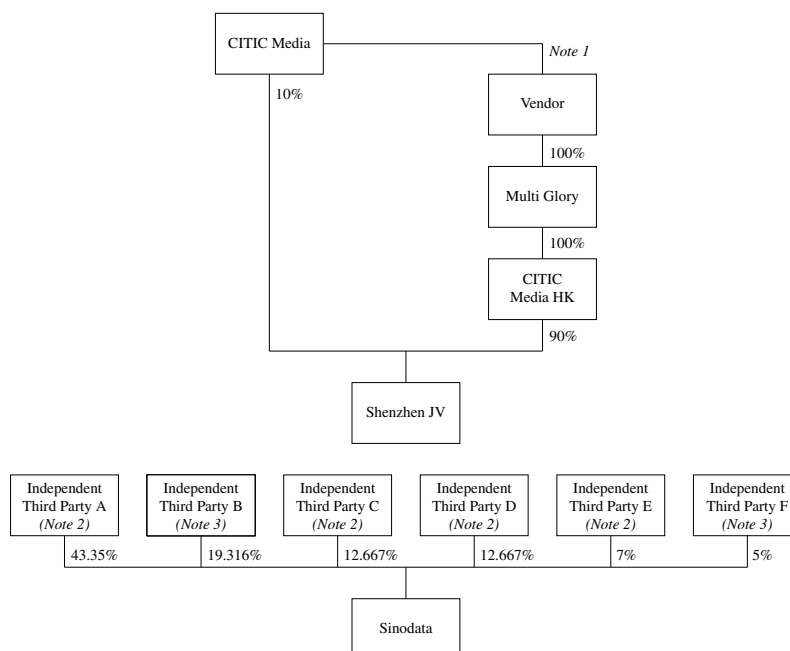 CITIC Media
Note 1
10%
Vendor
100%
Multi Glory
100%
CITIC
Media HK
90%
Shenzhen JV
Independent
Third Party A
(Note 2)
Independent
Third Party B
(Note 3)
Independent
Third Party C
(Note 2)
Independent
Third Party D
(Note 2)
Independent
Third Party E
(Note 2)
Independent
Third Party F
(Note 3)
43.35%
19.316%
12.667%
12.667%
7%
5%
Sinodata